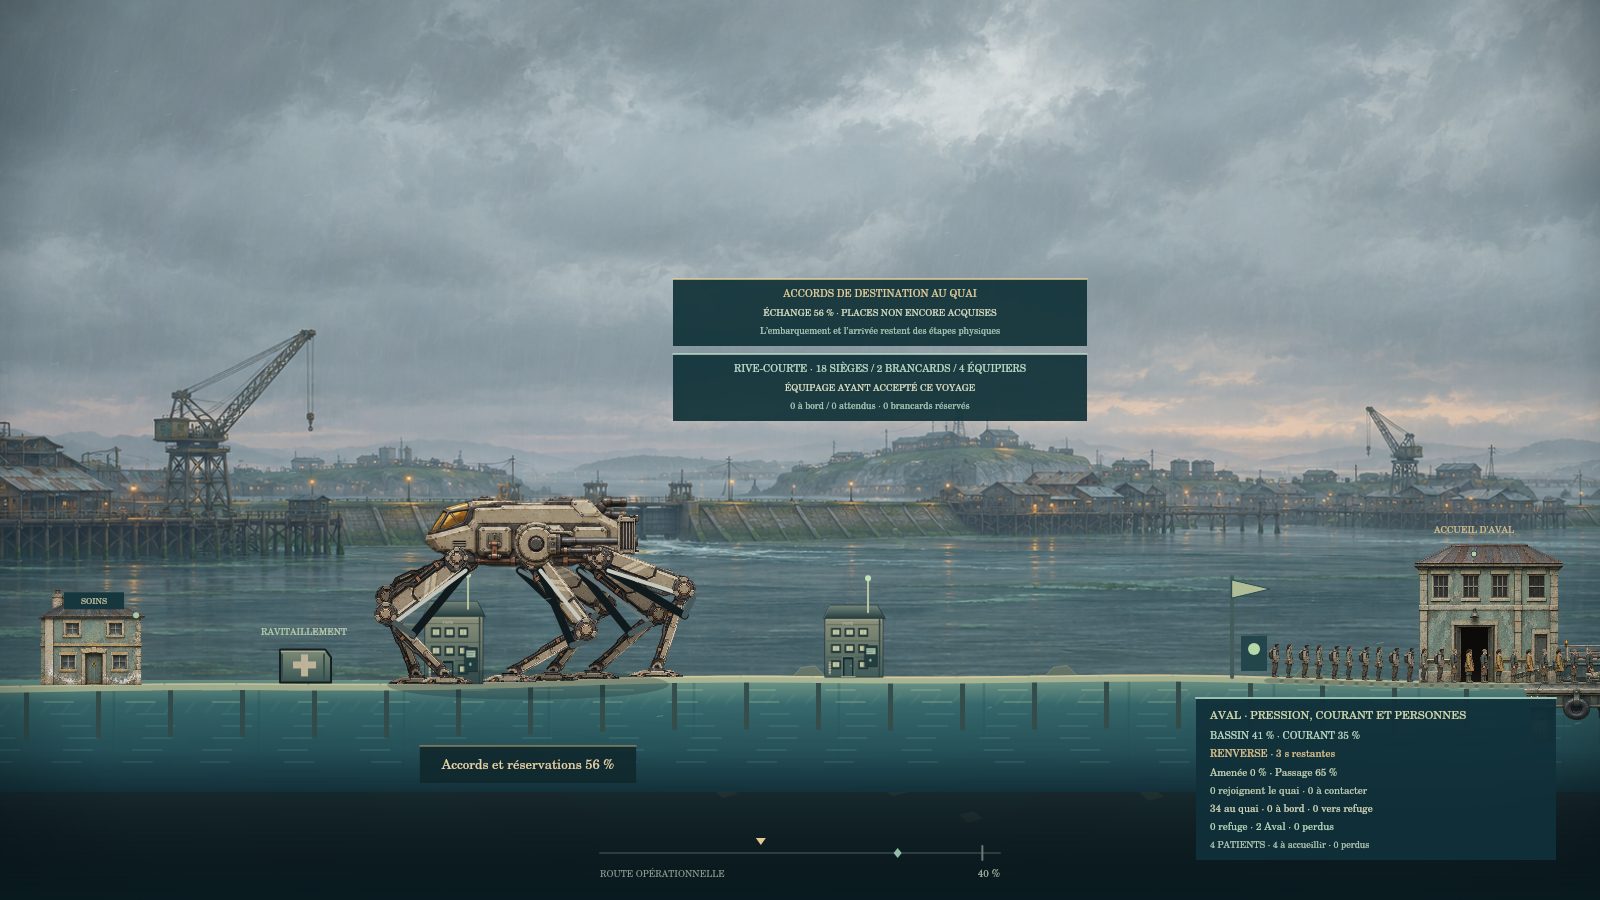 ACCORDS DE DESTINATION AU QUAI
ÉCHANGE 56 % · PLACES NON ENCORE ACQUISES
L'embarquement et l'arrivée restent des étapes physiques
RIVE-COURTE · 18 SIÈGES / 2 BRANCARDS / 4 ÉQUIPIERS
ÉQUIPAGE AYANT ACCEPTÉ CE VOYAGE
0 à bord / 0 attendus · 0 brancards réservés
ACCUEIL D'AVAL
SOINS
RAVITAILLEMENT
AVAL · PRESSION, COURANT ET PERSONNES
BASSIN 41 % · COURANT 35 %
RENVERSE · 3 s restantes
Amenée 0 % · Passage 65 %
0 rejoignent le quai · 0 à contacter
34 au quai · 0 à bord · 0 vers refuge
0 refuge · 2 Aval · 0 perdus
4 PATIENTS · 4 à accueillir · 0 perdus
Accords et réservations 56 %
ROUTE OPÉRATIONNELLE
40 %